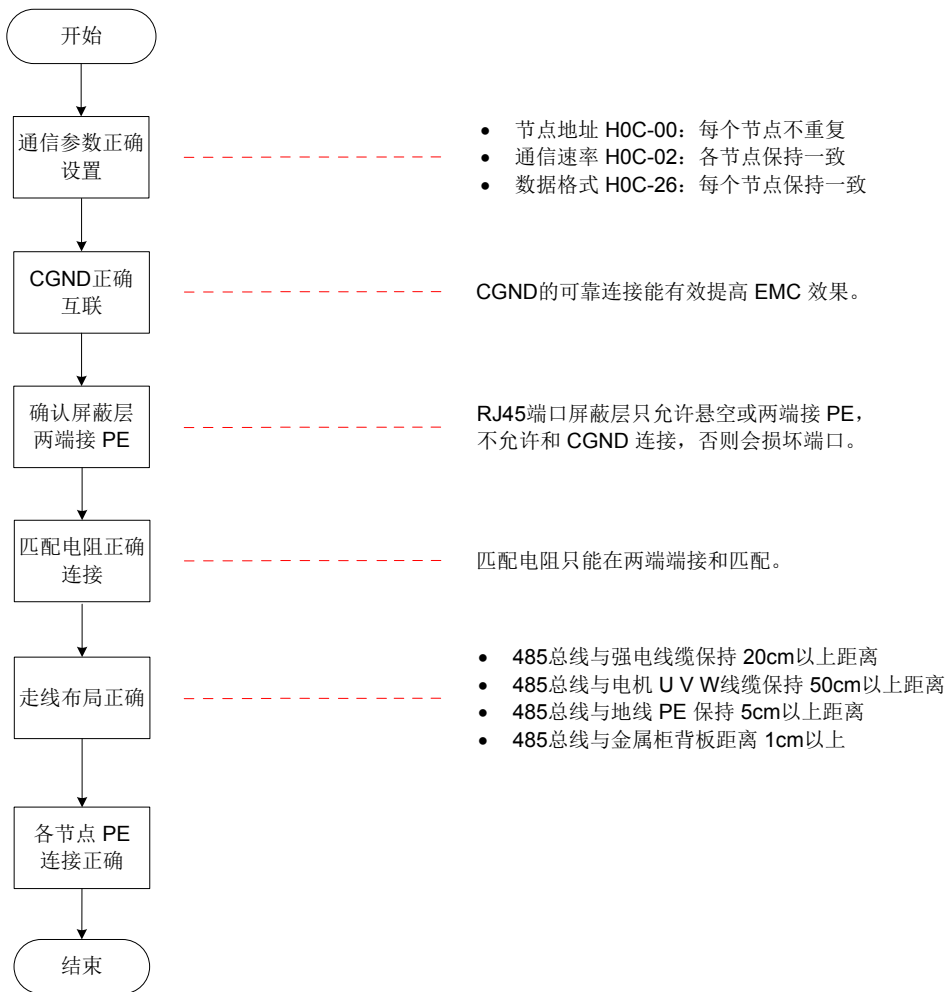 开始
通信参数正确
设置
• 节点地址 H0C-00：每个节点不重复
• 通信速率 H0C-02：各节点保持一致
• 数据格式 H0C-26：每个节点保持一致
CGND正确
互联
CGND的可靠连接能有效提高 EMC 效果。
确认屏蔽层
两端接 PE
RJ45端口屏蔽层只允许悬空或两端接 PE，
不允许和 CGND 连接，否则会损坏端口。
匹配电阻正确
连接
匹配电阻只能在两端端接和匹配。
走线布局正确
• 485总线与强电线缆保持 20cm以上距离
• 485总线与电机 U V W线缆保持 50cm以上距离
• 485总线与地线 PE 保持 5cm以上距离
• 485总线与金属柜背板距离 1cm以上
各节点 PE
连接正确
结束